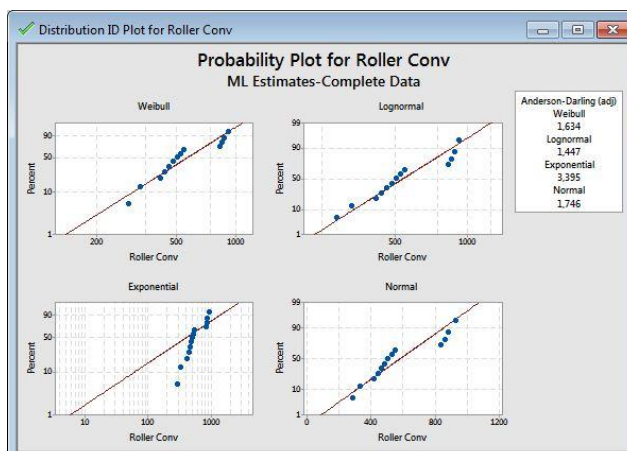 Distribution ID Plot for Roller Conv
Probability Plot for Roller Conv
ML Estimates-Complete Data
Weibull
Percent
90
50
10
1
200 500 1000
Roller Conv
Lognormal
Percent
99
90
50
10
1
500 1000
Roller Conv
Anderson-Darling (adj)
Weibull
1,634
Lognormal
1,447
Exponential
3,395
Normal
1,746
Exponential
Percent
90
50
10
1
10 100 1000
Roller Conv
Normal
Percent
99
90
50
10
1
0 400 800 1200
Roller Conv